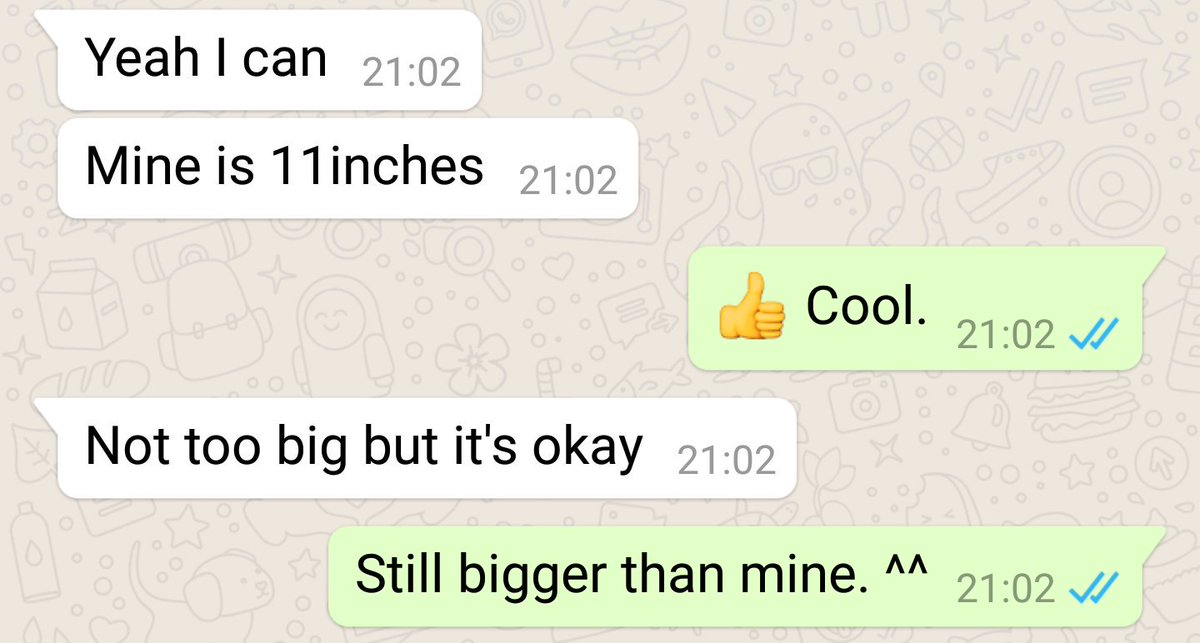 Yeah I can 21:02
Mine is 11inches 21:02
👍 Cool. 21:02
Not too big but it's okay 21:02
Still bigger than mine. ^^ 21:02